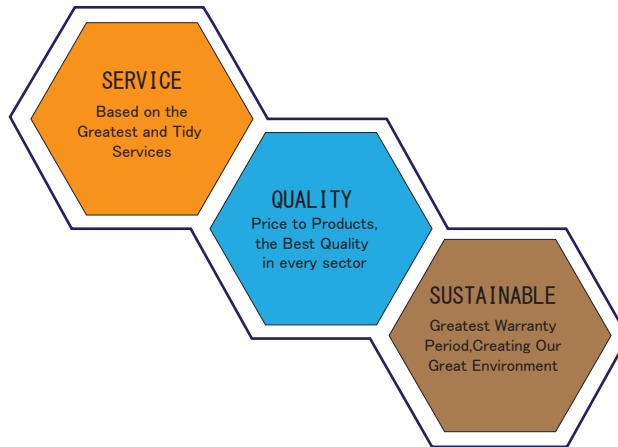 SERVICE
Based on the
Greatest and Tidy
Services
QUALITY
Price to Products,
the Best Quality
in every sector
SUSTAINABLE
Greatest Warranty
Period,Creating Our
Great Environment